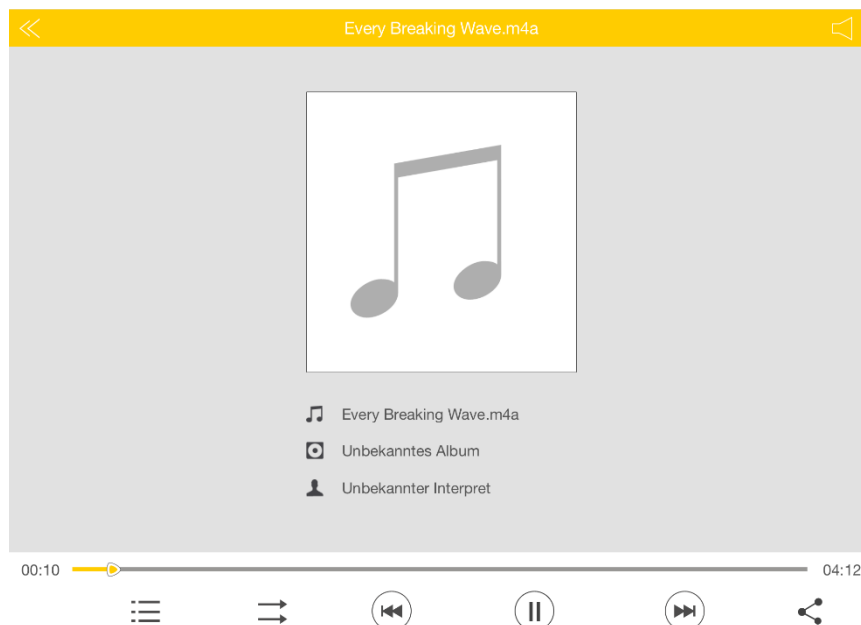 Every Breaking Wave.m4a
Every Breaking Wave.m4a
Unbekanntes Album
Unbekannter Interpret
00:10 04:12